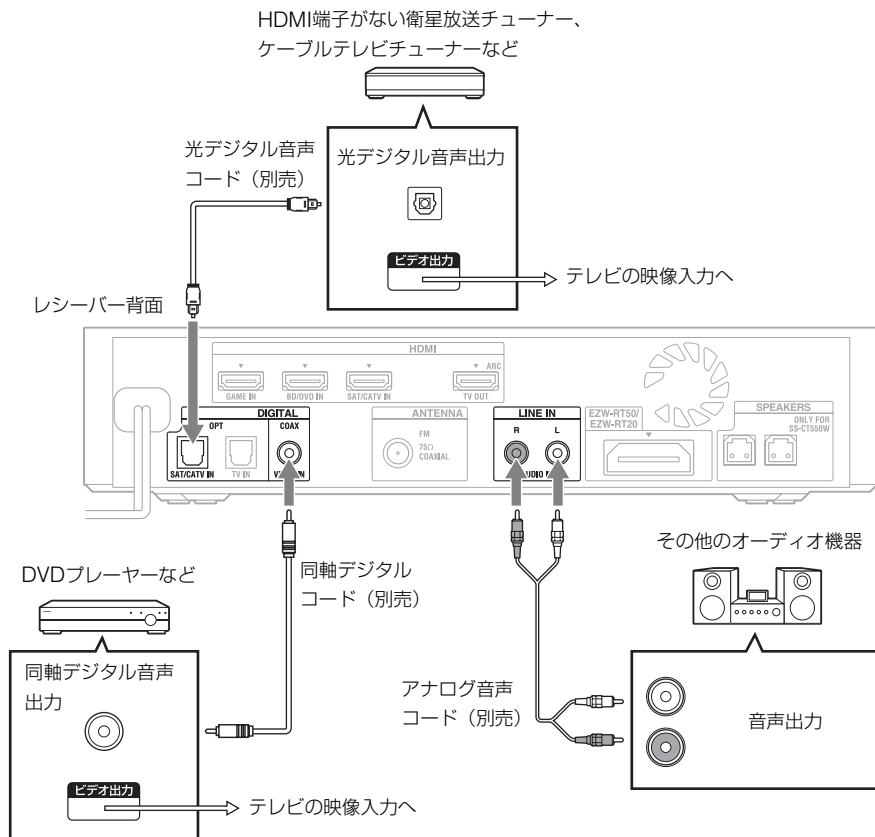 HDMI端子がない衛星放送チューナー、
ケーブルテレビチューナーなど
光デジタル音声
コード（別売）
光デジタル音声出力
ビデオ出力
テレビの映像入力へ
レシーバー背面
HDMI
ARC
GAME IN
BD/DVD IN
SAT/CATV IN
TV OUT
DIGITAL
OPT
COAX
SAT/CATV IN
TV IN
ANTENNA
FM
75Ω
COAXIAL
LINE IN
R
L
EZW-RT50/
EZW-RT20
SPEAKERS
ONLY FOR
SS-CT550W
DVDプレーヤーなど
同軸デジタル
コード（別売）
同軸デジタル音声
出力
ビデオ出力
テレビの映像入力へ
その他のオーディオ機器
アナログ音声
コード（別売）
音声出力